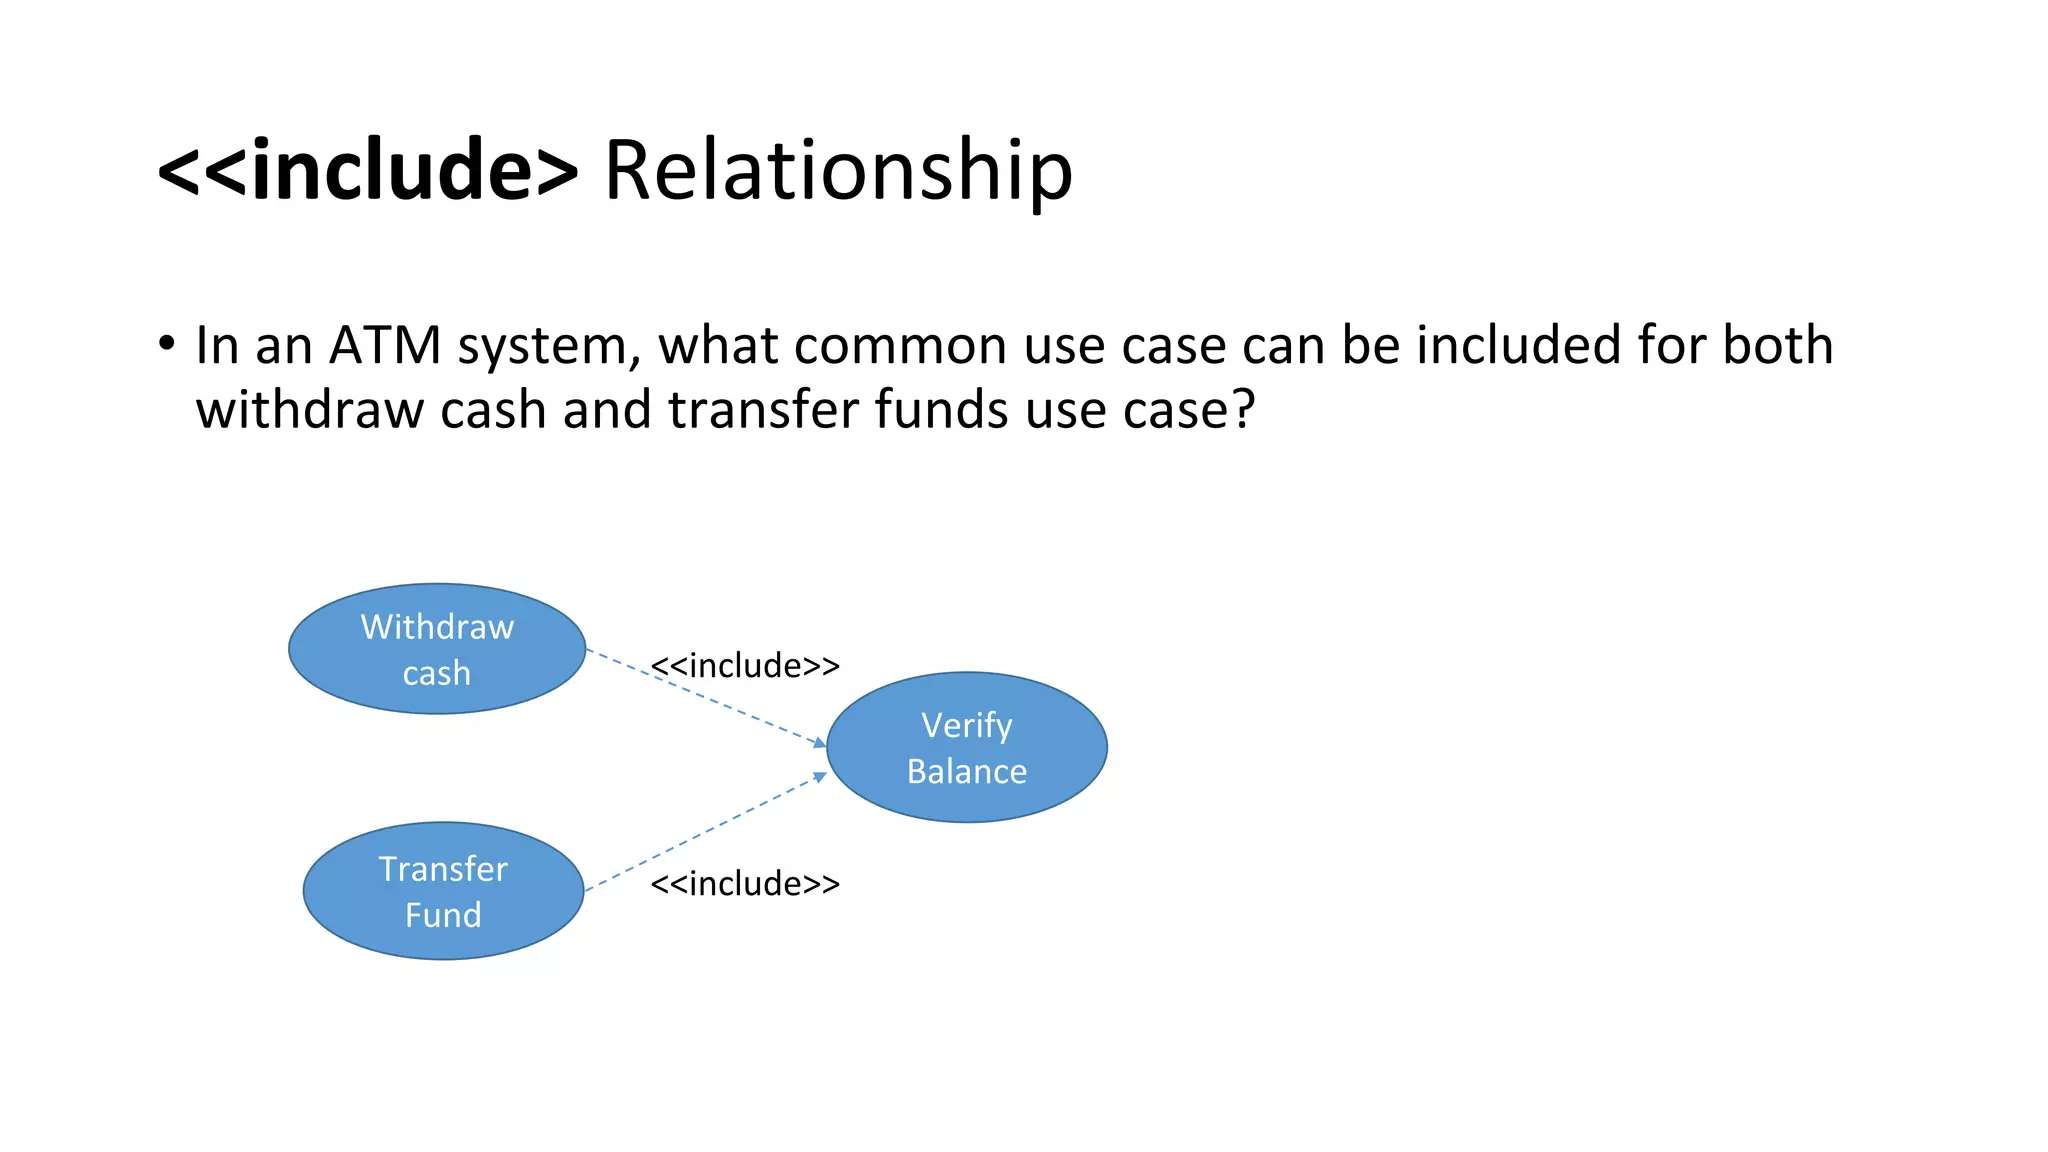 <<include> Relationship
• In an ATM system, what common use case can be included for both
withdraw cash and transfer funds use case?
Withdraw
cash
<<include>>
Verify
Balance
Transfer
Fund
<<include>>